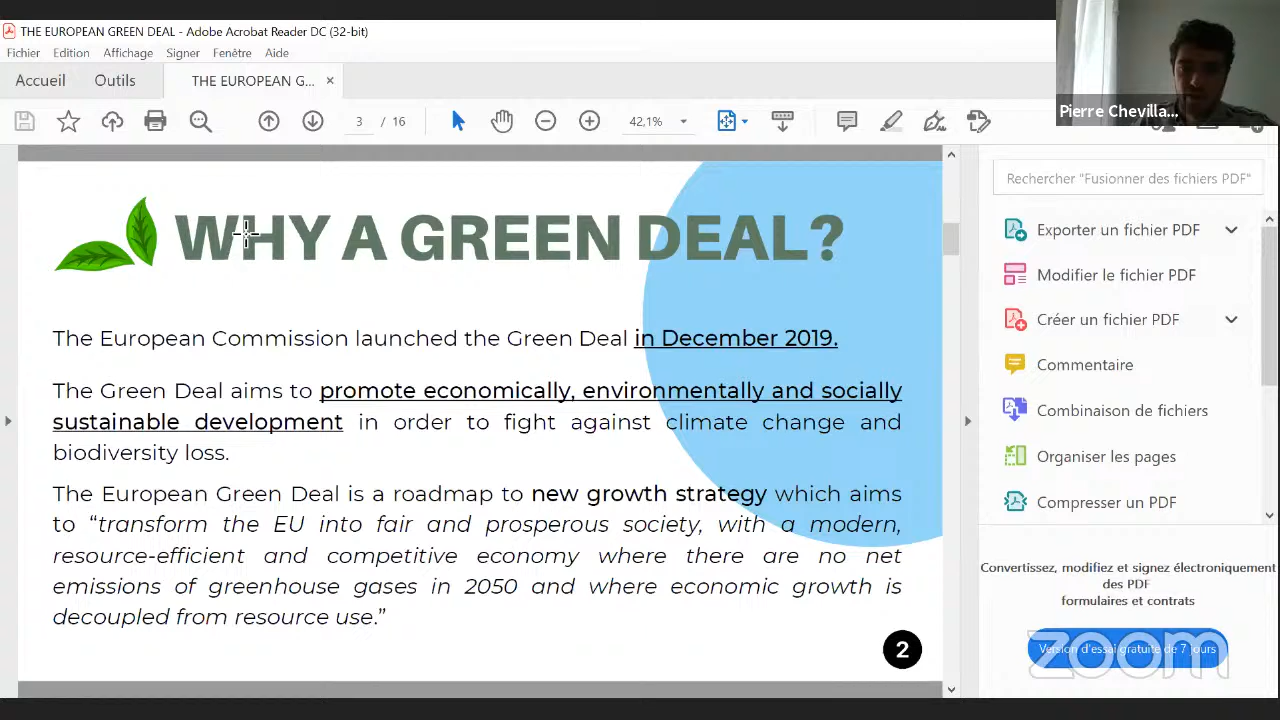 THE EUROPEAN GREEN DEAL - Adobe Acrobat Reader DC (32-bit)
Fichier Edition Affichage Signer Fenêtre Aide
Accueil Outils THE EUROPEAN G... ×
Pierre Chevilla...
3 / 16 42,1%
Rechercher "Fusionner des fichiers PDF"
WHY A GREEN DEAL?
The European Commission launched the Green Deal in December 2019.
The Green Deal aims to promote economically, environmentally and socially
sustainable development in order to fight against climate change and
biodiversity loss.
The European Green Deal is a roadmap to new growth strategy which aims
to “transform the EU into fair and prosperous society, with a modern,
resource-efficient and competitive economy where there are no net
emissions of greenhouse gases in 2050 and where economic growth is
decoupled from resource use.”
2
Exporter un fichier PDF
Modifier le fichier PDF
Créer un fichier PDF
Commentaire
Combinaison de fichiers
Organiser les pages
Compresser un PDF
Convertissez, modifiez et signez électroniquement
des PDF
formulaires et contrats
Version d'essai gratuite de 7 jours
zoom